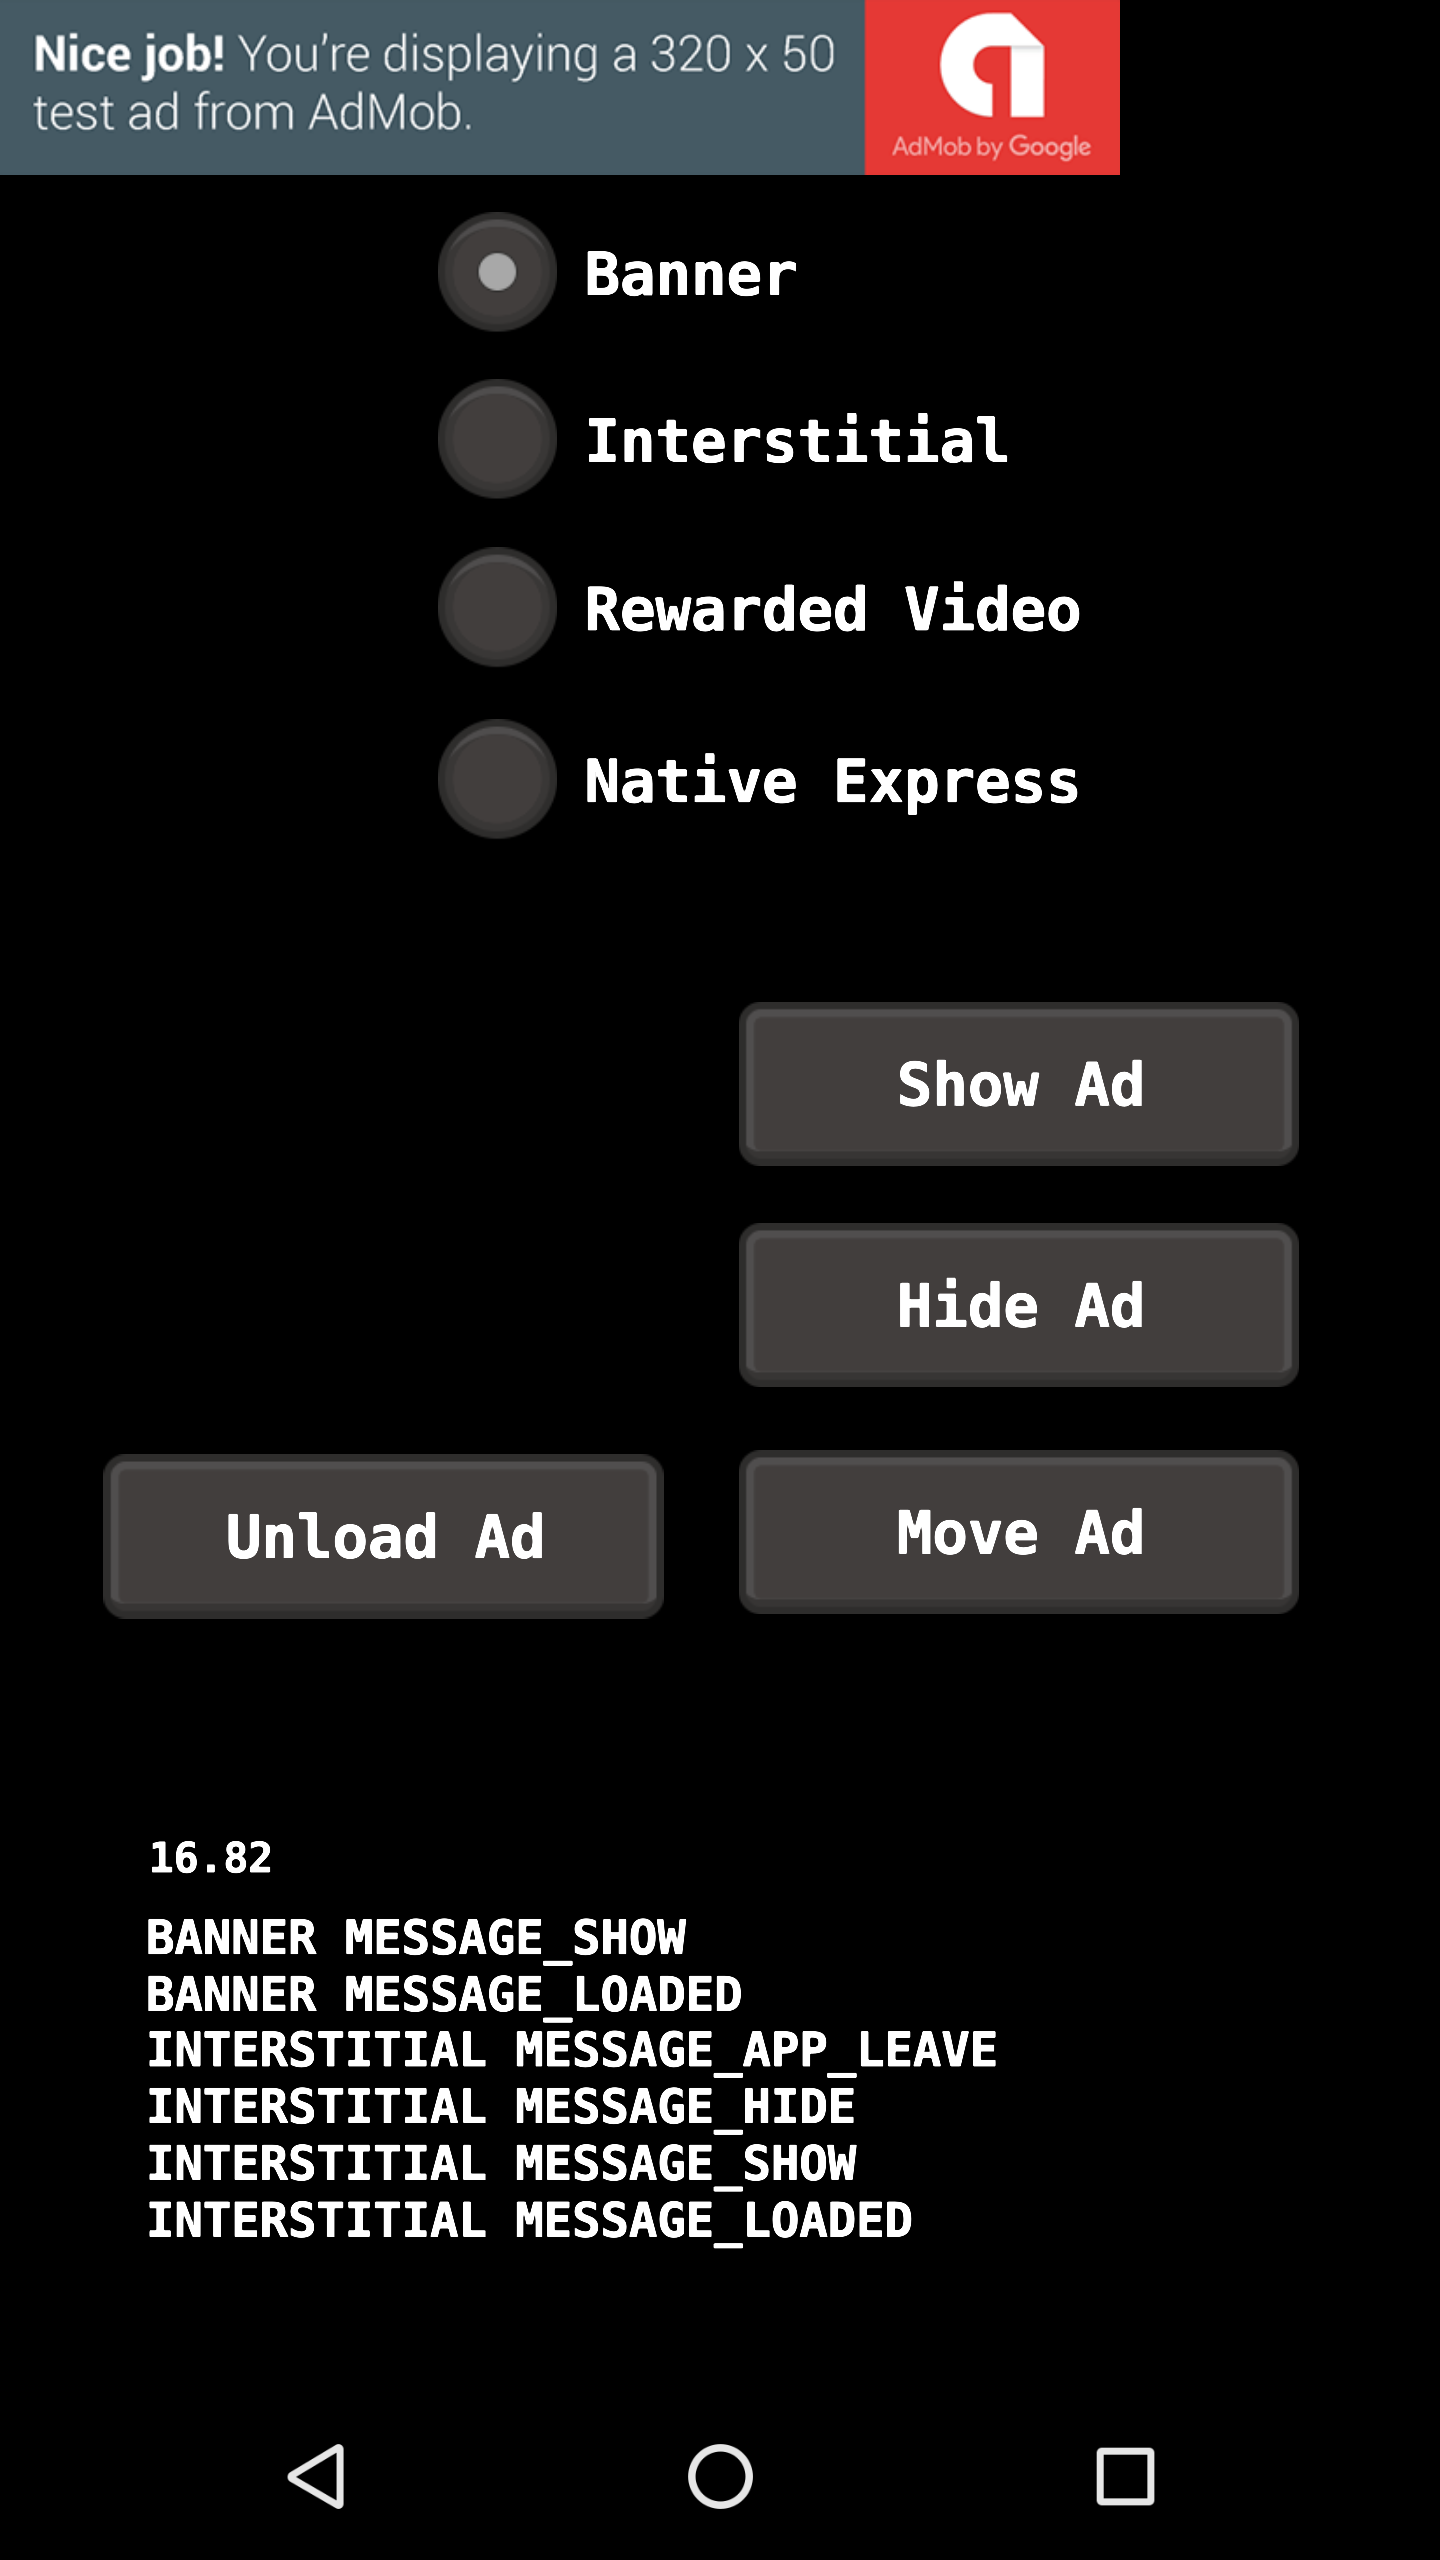 Nice job! You're displaying a 320 x 50
test ad from AdMob.
AdMob by Google
Banner
Interstitial
Rewarded Video
Native Express
Show Ad
Hide Ad
Unload Ad
Move Ad
16.82
BANNER MESSAGE_SHOW
BANNER MESSAGE_LOADED
INTERSTITIAL MESSAGE_APP_LEAVE
INTERSTITIAL MESSAGE_HIDE
INTERSTITIAL MESSAGE_SHOW
INTERSTITIAL MESSAGE_LOADED